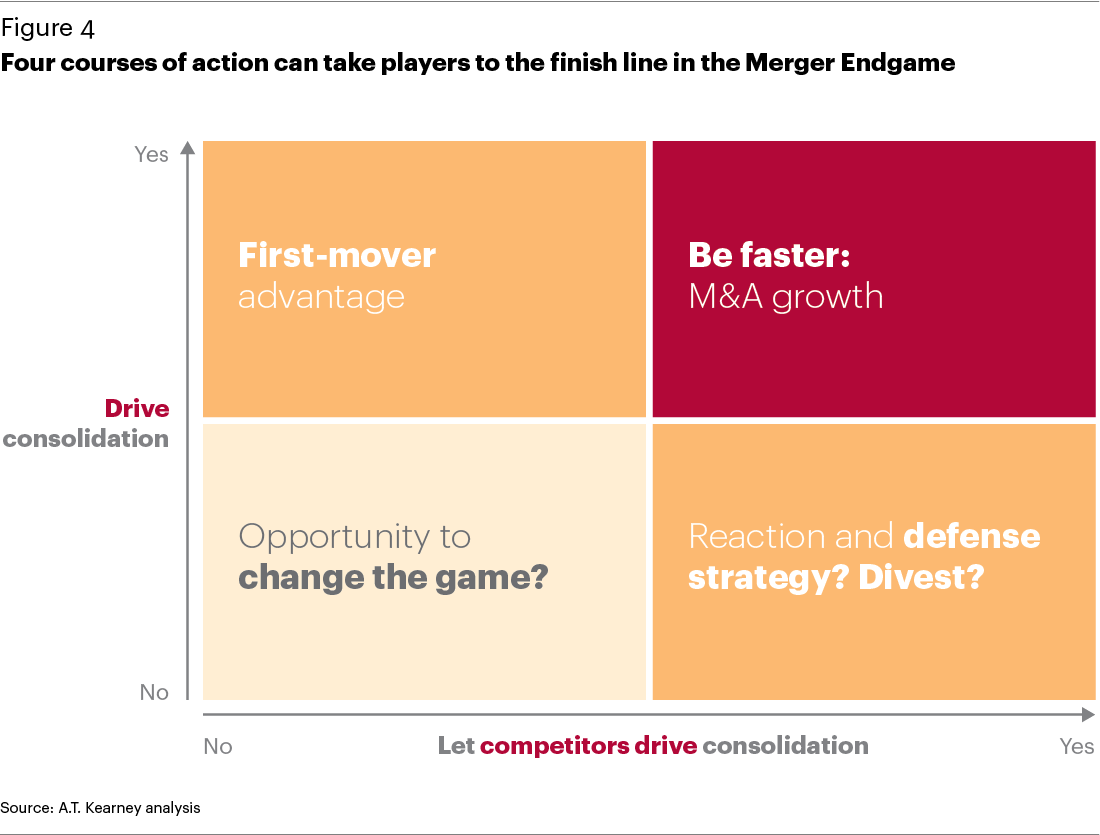 Figure 4
Four courses of action can take players to the finish line in the Merger Endgame
Yes
First-mover
advantage
Be faster:
M&A growth
Drive
consolidation
Opportunity to
change the game?
Reaction and defense
strategy? Divest?
No
No
Let competitors drive consolidation
Yes
Source: A.T. Kearney analysis